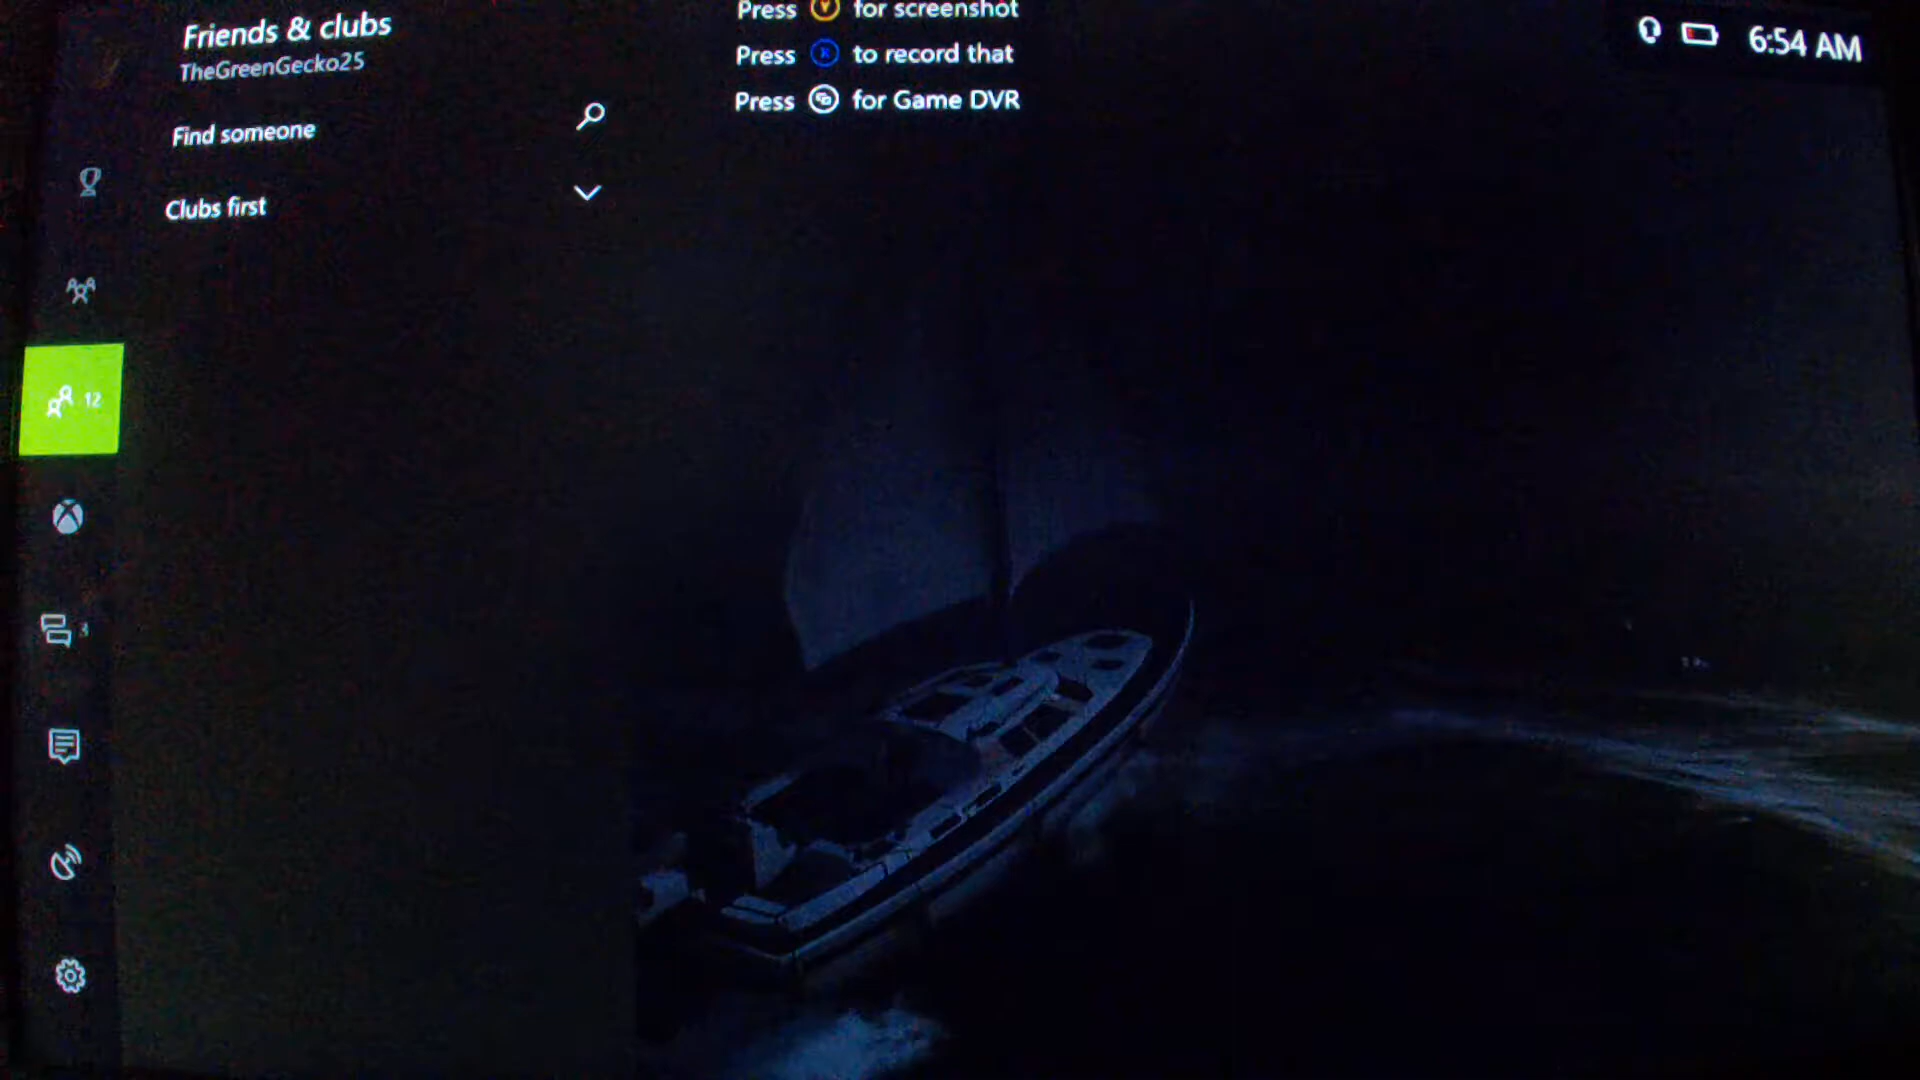 Friends & clubs
TheGreenGecko25
Find someone
Clubs first
12
3
Press Y for screenshot
Press X to record that
Press for Game DVR
6:54 AM